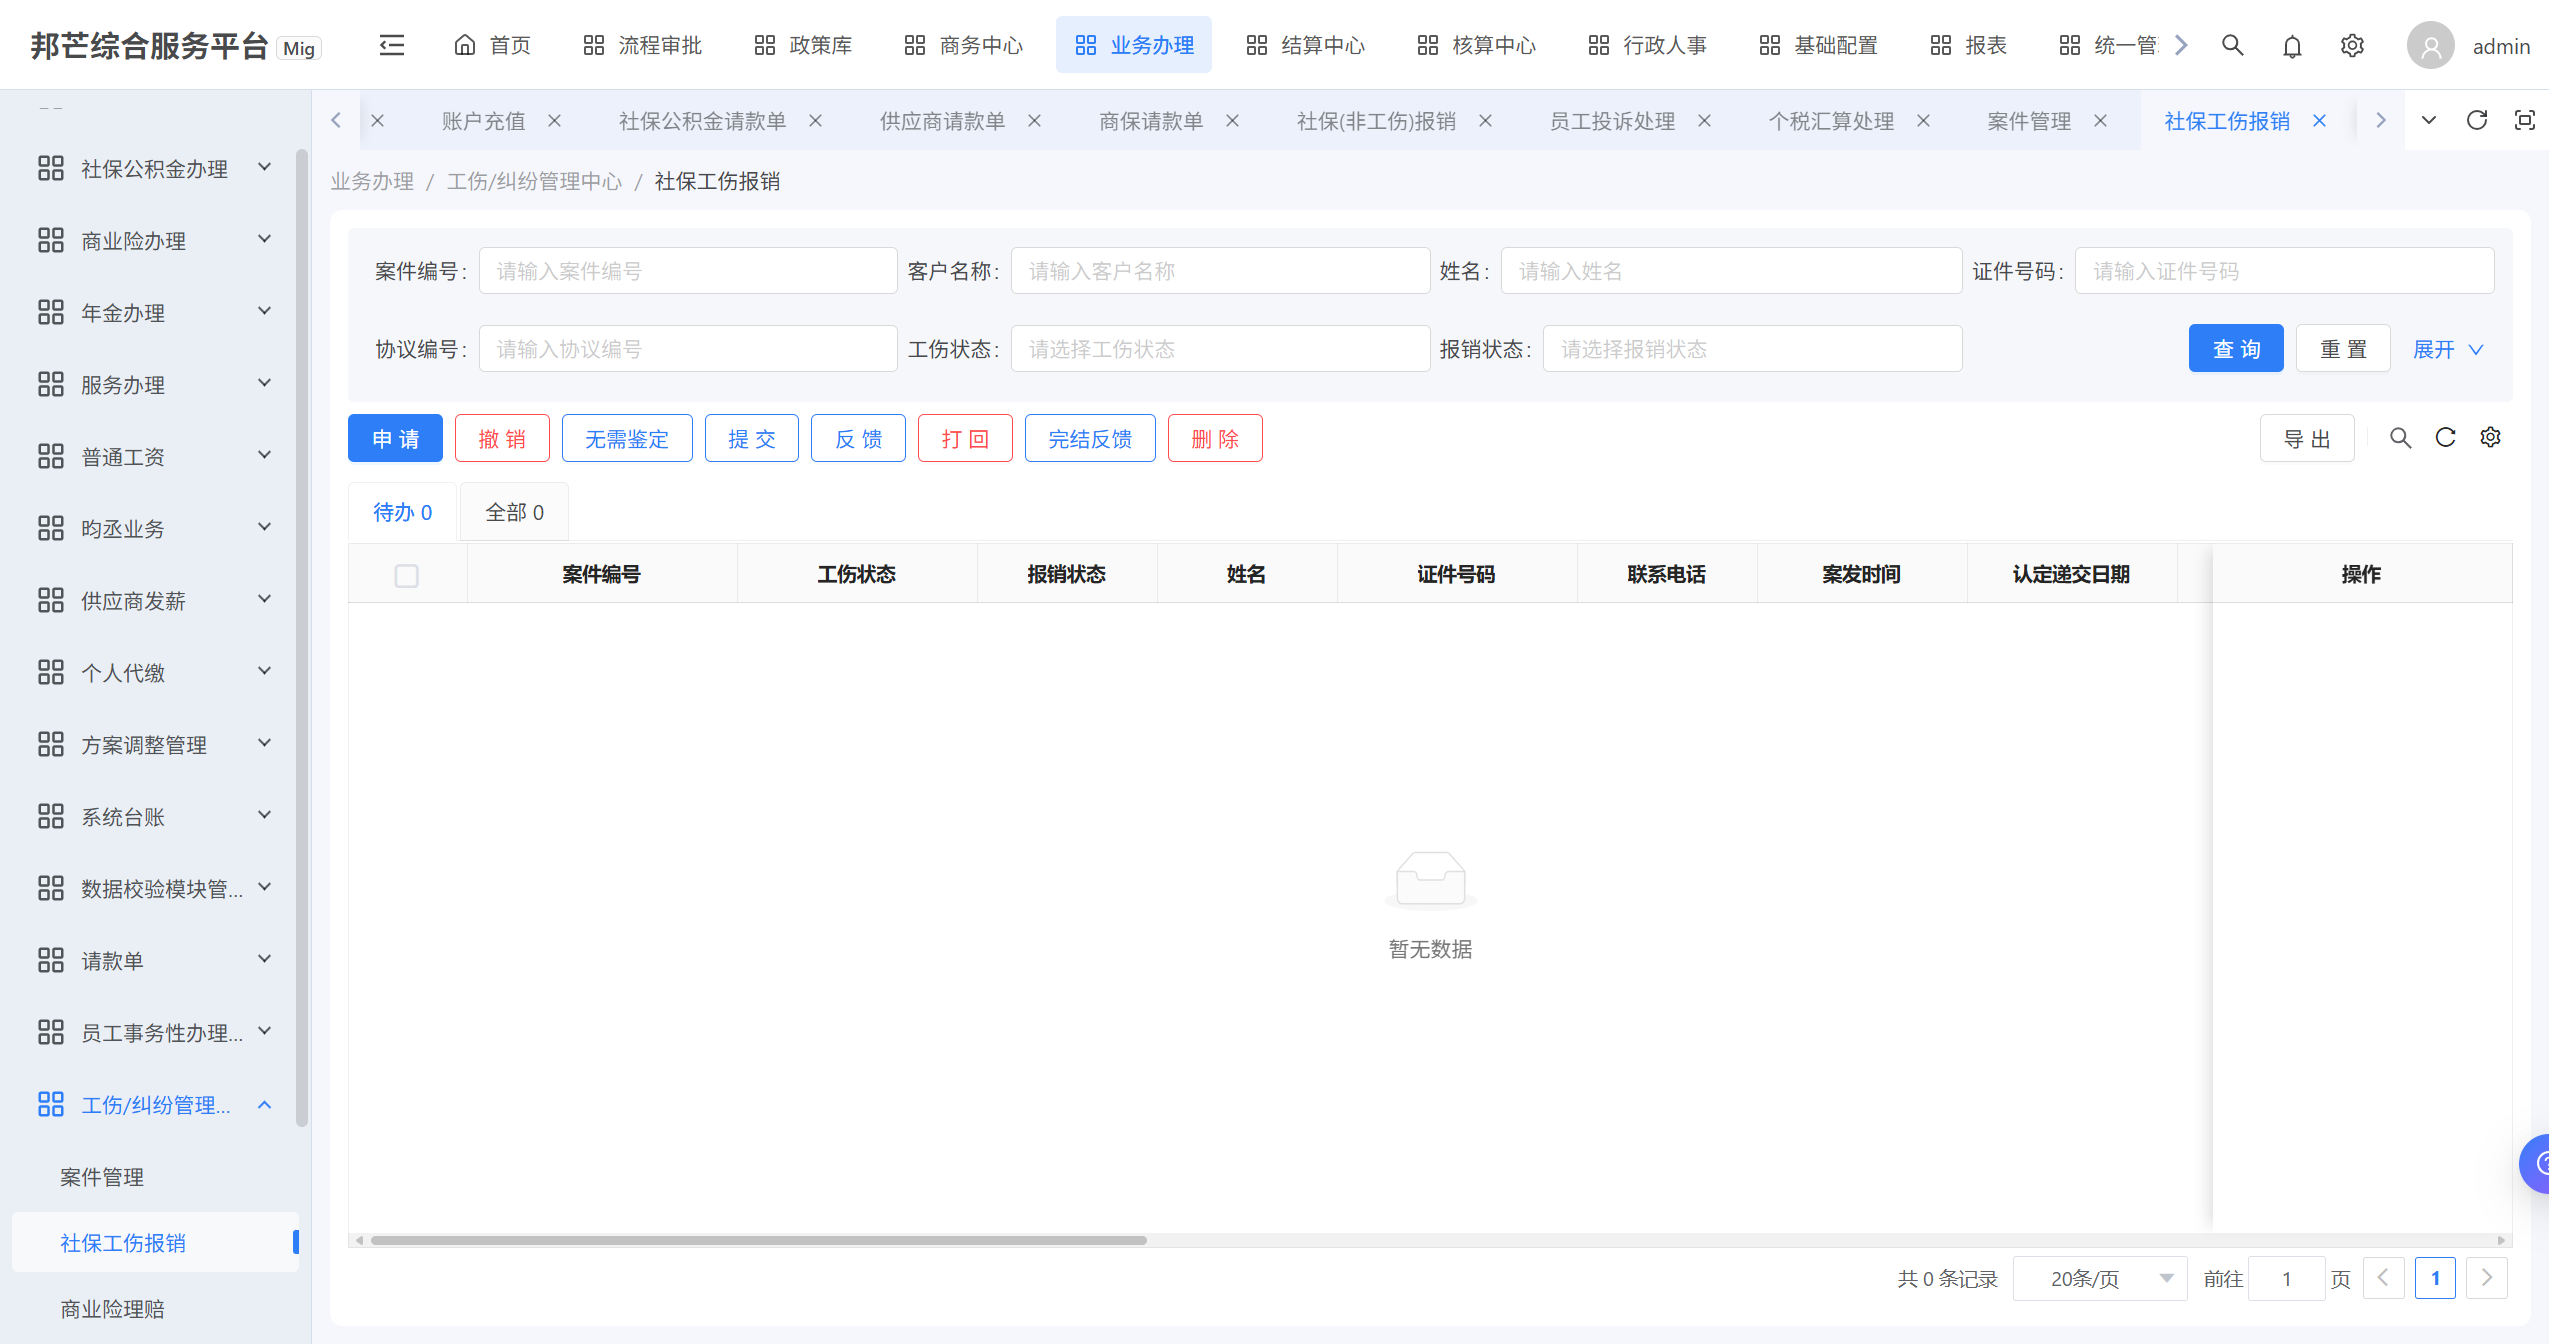 邦芒综合服务平台 Mig
首页 流程审批 政策库 商务中心 业务办理 结算中心 核算中心 行政人事 基础配置 报表 统一管
admin
账户充值 社保公积金请款单 供应商请款单 商保请款单 社保(非工伤)报销 员工投诉处理 个税汇算处理 案件管理 社保工伤报销
业务办理 / 工伤/纠纷管理中心 / 社保工伤报销
社保公积金办理
商业险办理
年金办理
服务办理
普通工资
昀丞业务
供应商发薪
个人代缴
方案调整管理
系统台账
数据校验模块管...
请款单
员工事务性办理...
工伤/纠纷管理...
案件管理
社保工伤报销
商业险理赔
案件编号: 请输入案件编号 客户名称: 请输入客户名称 姓名: 请输入姓名 证件号码: 请输入证件号码
协议编号: 请输入协议编号 工伤状态: 请选择工伤状态 报销状态: 请选择报销状态 查 询 重 置 展开
申 请 撤 销 无需鉴定 提 交 反 馈 打 回 完结反馈 删 除 导 出
待办 0 全部 0
案件编号 工伤状态 报销状态 姓名 证件号码 联系电话 案发时间 认定递交日期 操作
暂无数据
共 0 条记录 20条/页 前往 1 页 1